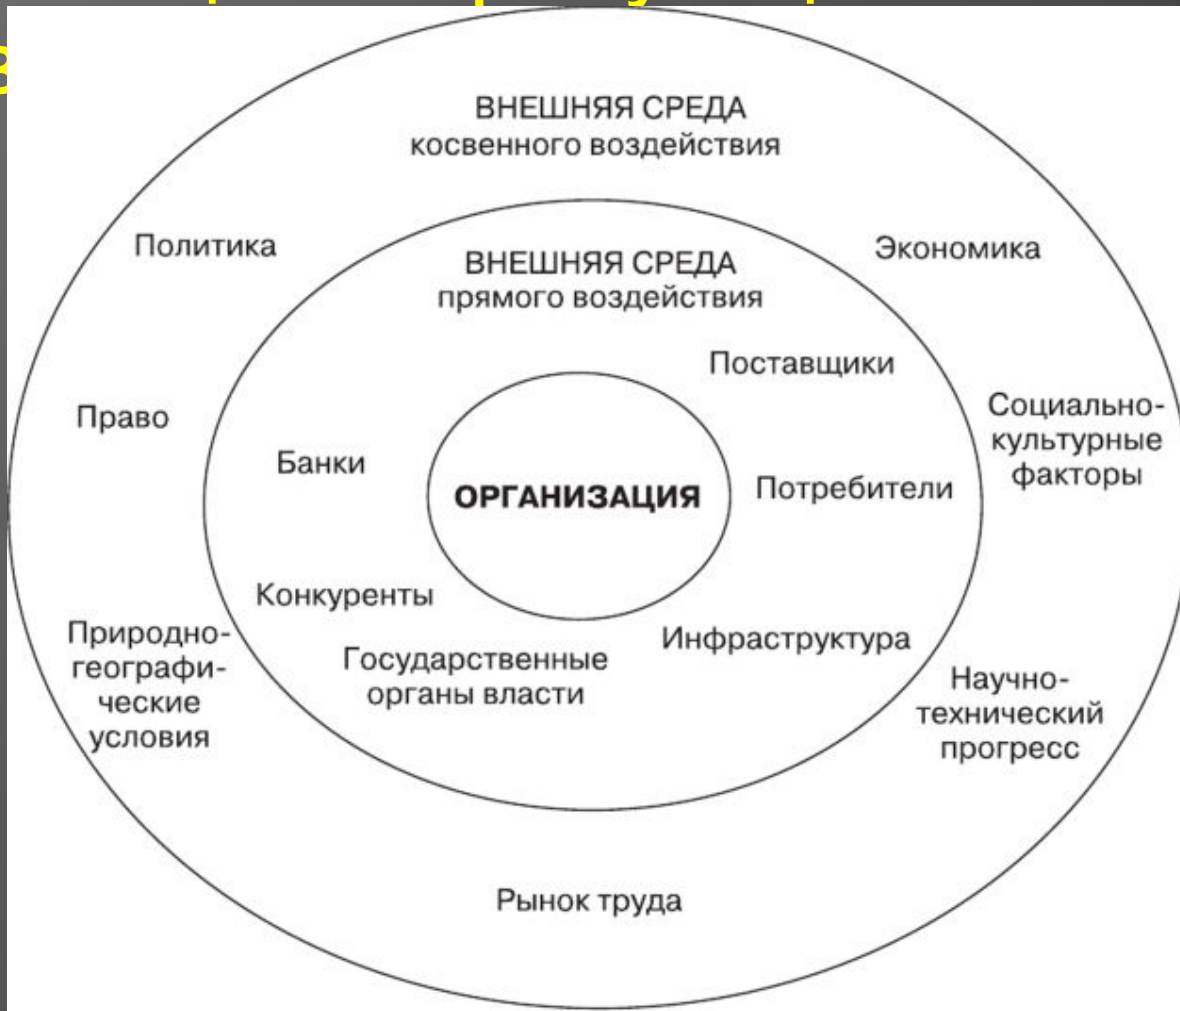 ВНЕШНЯЯ СРЕДА
косвенного воздействия
Политика
Экономика
ВНЕШНЯЯ СРЕДА
прямого воздействия
Поставщики
Право
Социально-
культурные
факторы
Банки
ОРГАНИЗАЦИЯ
Потребители
Конкуренты
Инфраструктура
Государственные
органы власти
Природно-
географи-
ческие
условия
Научно-
технический
прогресс
Рынок труда